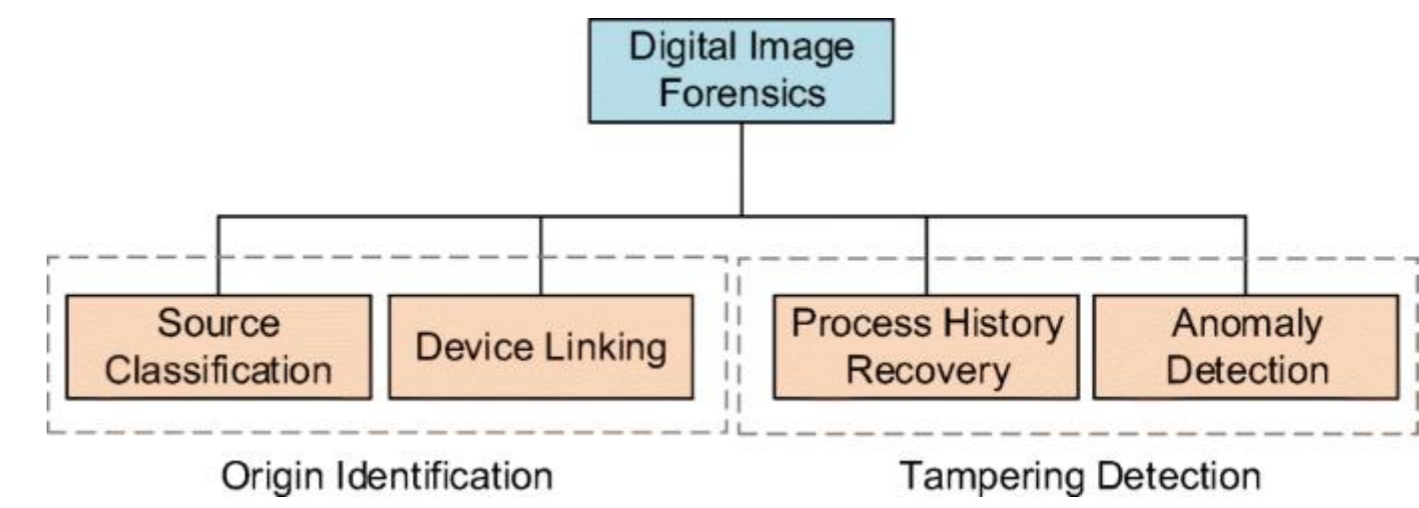 Digital Image
Forensics
Source
Classification
Device Linking
Process History
Recovery
Anomaly
Detection
Origin Identification
Tampering Detection